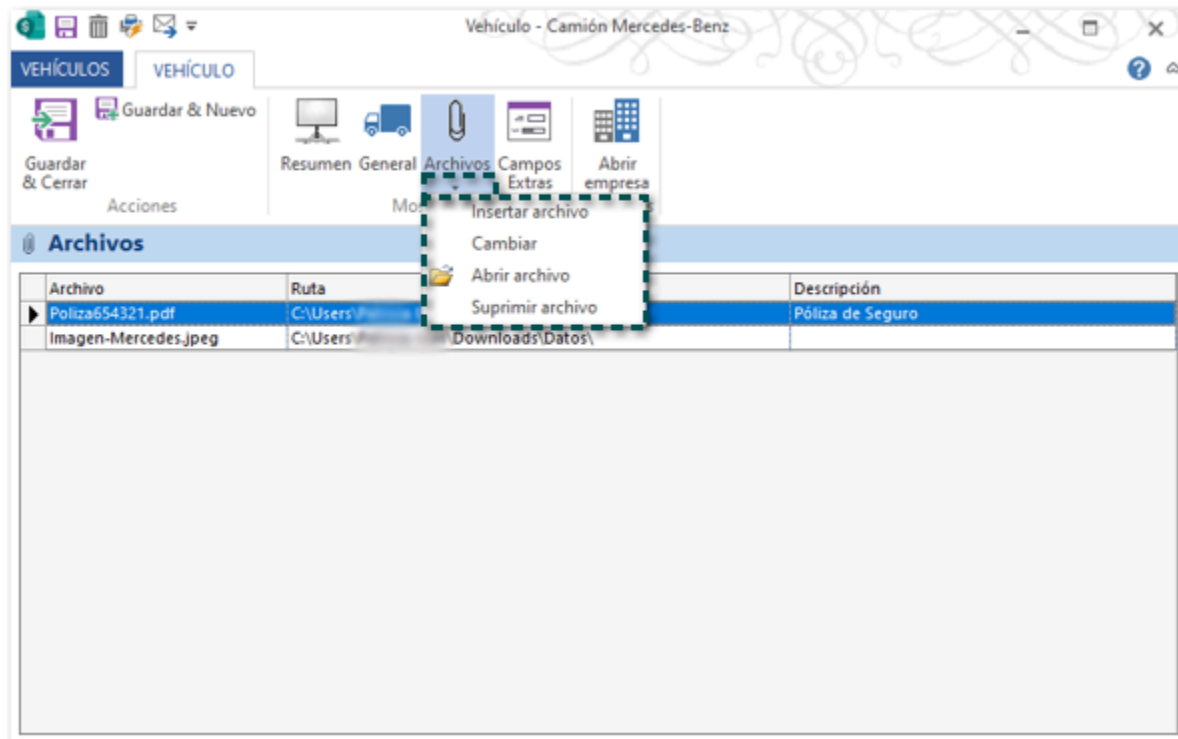 Vehículo - Camión Mercedes-Benz
VEHÍCULOS VEHÍCULO
Guardar & Nuevo
Guardar
& Cerrar
Resumen General Archivos Campos
Extras
Abrir
empresa
Acciones
Insertar archivo
Cambiar
Abrir archivo
Suprimir archivo
Archivos
Archivo Ruta Descripción
Poliza654321.pdf C:\Users\ Póliza de Seguro
Imagen-Mercedes.jpeg C:\Users\ \Downloads\Datos\